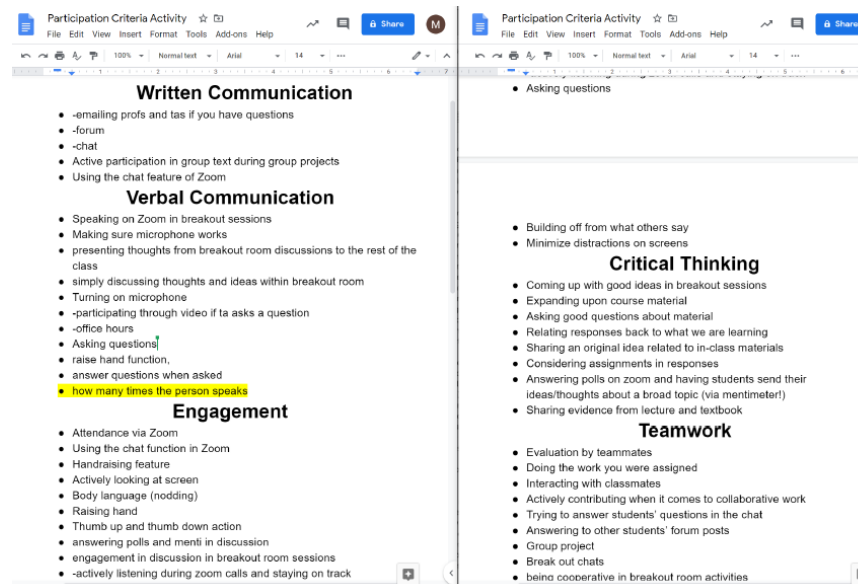 Participation Criteria Activity
File Edit View Insert Format Tools Add-ons Help
Share
M
100% Normal text Arial 14
Written Communication
● -emailing profs and tas if you have questions
● -forum
● -chat
● Active participation in group text during group projects
● Using the chat feature of Zoom
Verbal Communication
● Speaking on Zoom in breakout sessions
● Making sure microphone works
● presenting thoughts from breakout room discussions to the rest of the
class
● simply discussing thoughts and ideas within breakout room
● Turning on microphone
● -participating through video if ta asks a question
● -office hours
● Asking questions
● raise hand function,
● answer questions when asked
● how many times the person speaks
Engagement
● Attendance via Zoom
● Using the chat function in Zoom
● Handraising feature
● Actively looking at screen
● Body language (nodding)
● Raising hand
● Thumb up and thumb down action
● answering polls and menti in discussion
● engagement in discussion in breakout room sessions
● -actively listening during zoom calls and staying on track
Participation Criteria Activity
File Edit View Insert Format Tools Add-ons Help
Share
100% Normal text Arial 14
● Asking questions
● Building off from what others say
● Minimize distractions on screens
Critical Thinking
● Coming up with good ideas in breakout sessions
● Expanding upon course material
● Asking good questions about material
● Relating responses back to what we are learning
● Sharing an original idea related to in-class materials
● Considering assignments in responses
● Answering polls on zoom and having students send their
ideas/thoughts about a broad topic (via mentimeter!)
● Sharing evidence from lecture and textbook
Teamwork
● Evaluation by teammates
● Doing the work you were assigned
● Interacting with classmates
● Actively contributing when it comes to collaborative work
● Trying to answer students' questions in the chat
● Answering to other students' forum posts
● Group project
● Break out chats
● being cooperative in breakout room activities